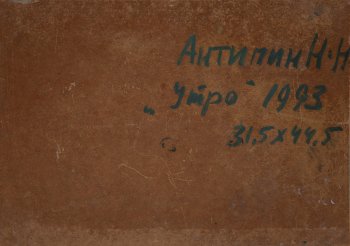 Антипин Н.Н
„Утро" 1993
31,5х44,5